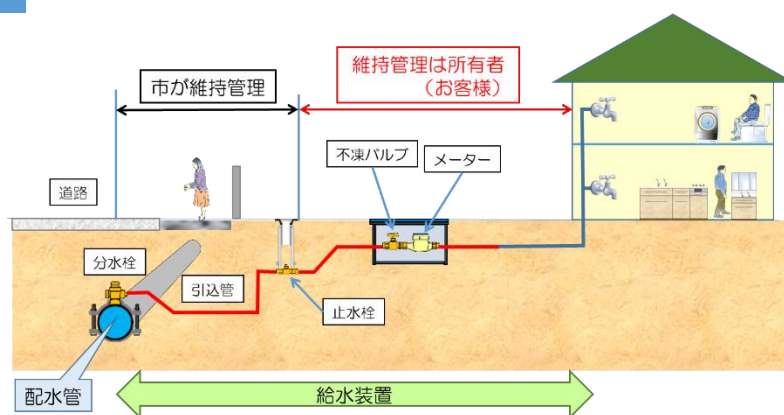 市が維持管理
維持管理は所有者
（お客様）
不凍バルブ
メーター
道路
分水栓
引込管
止水栓
配水管
給水装置